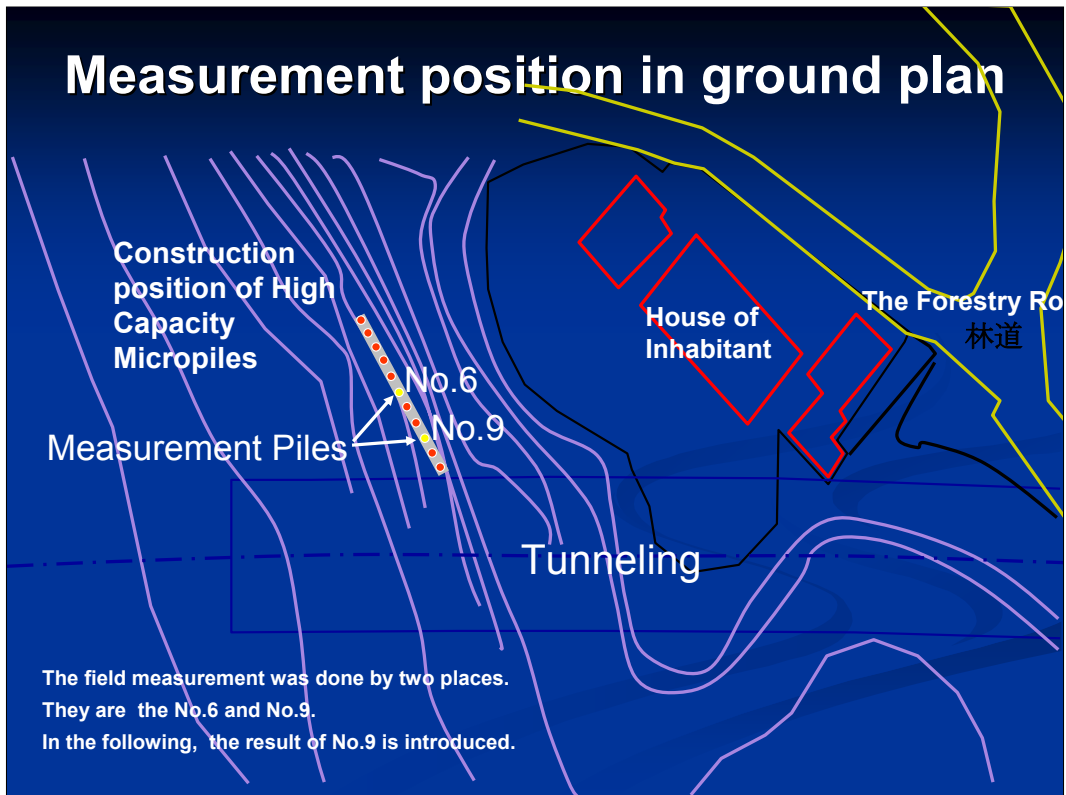 Measurement position in ground plan
Construction
position of High
Capacity
Micropiles
The Forestry Ro
林道
House of
Inhabitant
No.6
No.9
Measurement Piles
Tunneling
The field measurement was done by two places.
They are the No.6 and No.9.
In the following, the result of No.9 is introduced.